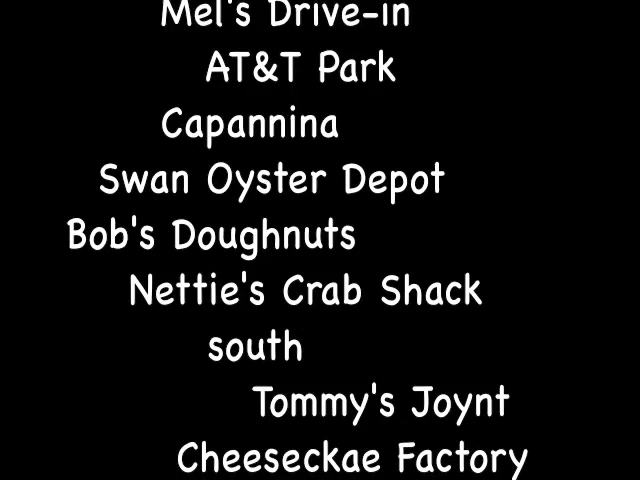 Mel's Drive-in
AT&T Park
Capannina
Swan Oyster Depot
Bob's Doughnuts
Nettie's Crab Shack
south
Tommy's Joynt
Cheeseckae Factory